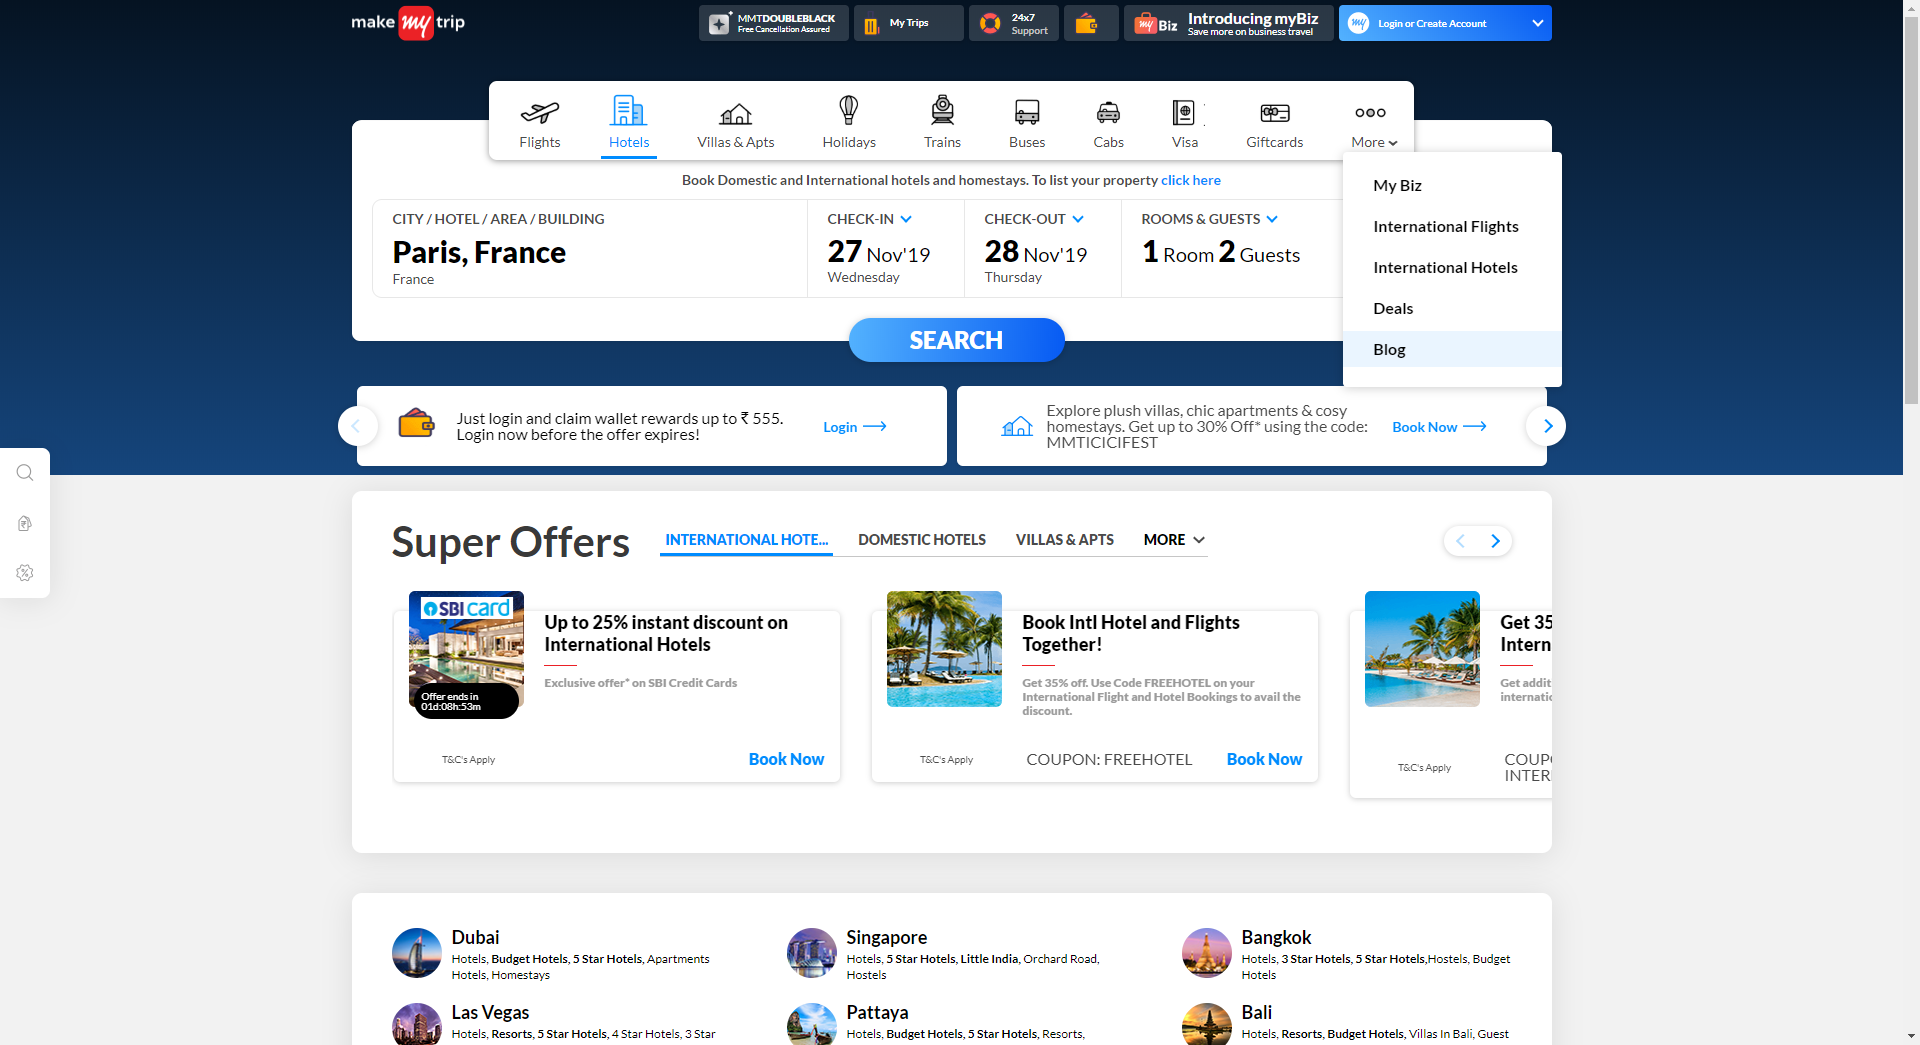 make my trip
MMTDOUBLEBLACK
Free Cancellation Assured
My Trips
24x7
Support
my Biz
Introducing myBiz
Save more on business travel
my
Login or Create Account
Flights
Hotels
Villas & Apts
Holidays
Trains
Buses
Cabs
Visa
Giftcards
More
Book Domestic and International hotels and homestays. To list your property click here
My Biz
International Flights
International Hotels
Deals
Blog
CITY / HOTEL / AREA / BUILDING
Paris, France
France
CHECK-IN
27 Nov'19
Wednesday
CHECK-OUT
28 Nov'19
Thursday
ROOMS & GUESTS
1 Room 2 Guests
SEARCH
Just login and claim wallet rewards up to ₹ 555.
Login now before the offer expires!
Login
Explore plush villas, chic apartments & cosy
homestays. Get up to 30% Off* using the code:
MMTICICIFEST
Book Now
Super Offers
INTERNATIONAL HOTE...
DOMESTIC HOTELS
VILLAS & APTS
MORE
SBI card
Offer ends in
01d:08h:53m
Up to 25% instant discount on
International Hotels
Exclusive offer* on SBI Credit Cards
T&C's Apply
Book Now
Book Intl Hotel and Flights
Together!
Get 35% off. Use Code FREEHOTEL on your
International Flight and Hotel Bookings to avail the
discount.
T&C's Apply
COUPON: FREEHOTEL
Book Now
Get 35
Intern
Get addit
internatic
T&C's Apply
COUP
INTER
Dubai
Hotels, Budget Hotels, 5 Star Hotels, Apartments
Hotels, Homestays
Singapore
Hotels, 5 Star Hotels, Little India, Orchard Road,
Hostels
Bangkok
Hotels, 3 Star Hotels, 5 Star Hotels,Hostels, Budget
Hotels
Las Vegas
Hotels, Resorts, 5 Star Hotels, 4 Star Hotels, 3 Star
Pattaya
Hotels, Budget Hotels, 5 Star Hotels, Resorts,
Bali
Hotels, Resorts, Budget Hotels, Villas In Bali, Guest